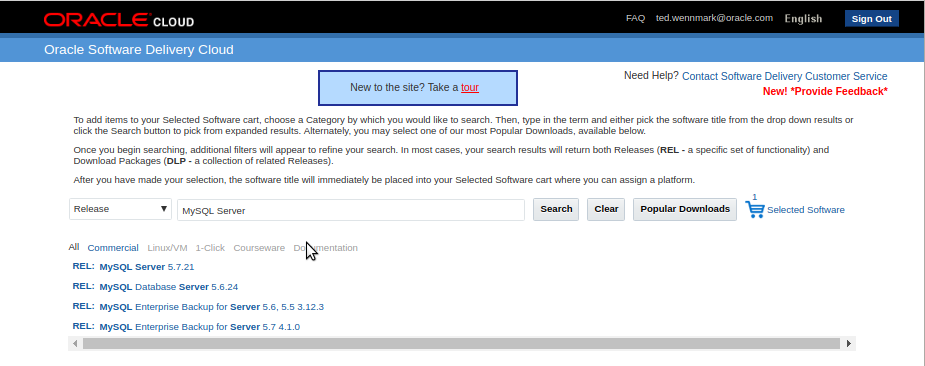 ORACLE CLOUD
FAQ ted.wennmark@oracle.com English Sign Out
Oracle Software Delivery Cloud
New to the site? Take a tour
Need Help? Contact Software Delivery Customer Service
New! *Provide Feedback*
To add items to your Selected Software cart, choose a Category by which you would like to search. Then, type in the term and either pick the software title from the drop down results or
click the Search button to pick from expanded results. Alternately, you may select one of our most Popular Downloads, available below.
Once you begin searching, additional filters will appear to refine your search. In most cases, your search results will return both Releases (REL - a specific set of functionality) and
Download Packages (DLP - a collection of related Releases).
After you have made your selection, the software title will immediately be placed into your Selected Software cart where you can assign a platform.
Release MySQL Server Search Clear Popular Downloads 1 Selected Software
All Commercial Linux/VM 1-Click Courseware Documentation
REL: MySQL Server 5.7.21
REL: MySQL Database Server 5.6.24
REL: MySQL Enterprise Backup for Server 5.6, 5.5 3.12.3
REL: MySQL Enterprise Backup for Server 5.7 4.1.0